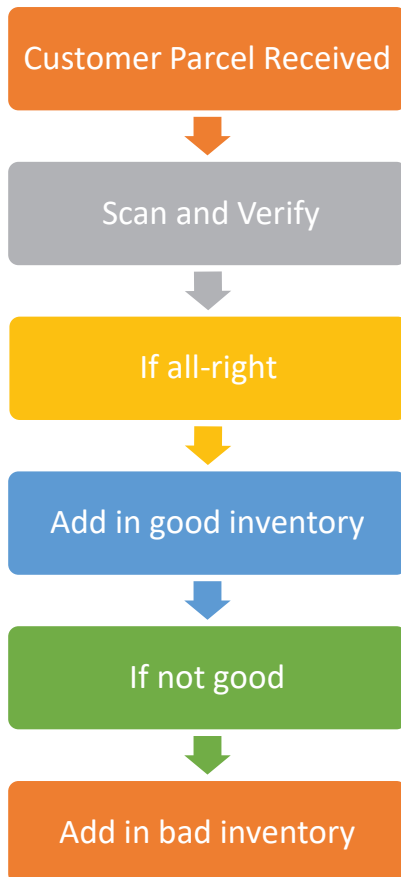 Customer Parcel Received
Scan and Verify
If all-right
Add in good inventory
If not good
Add in bad inventory